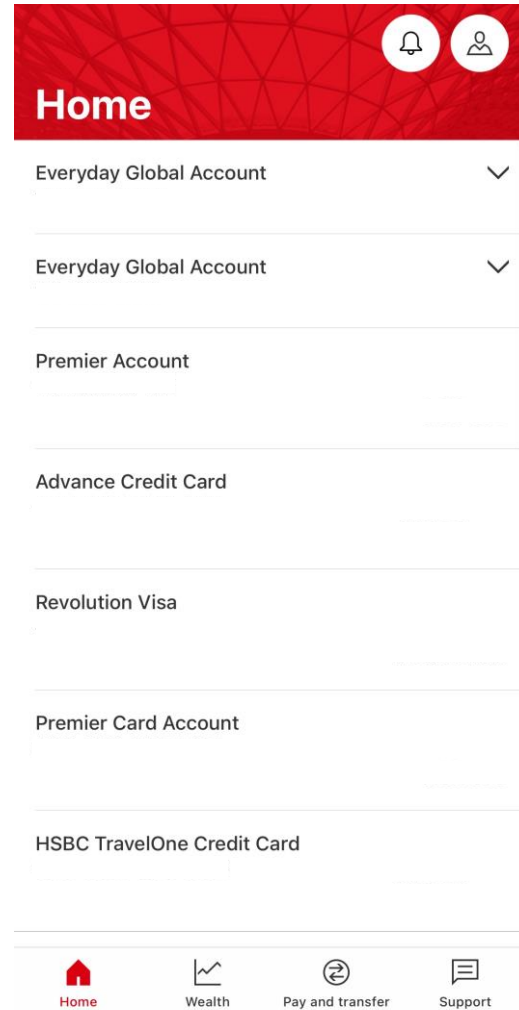 Home
Everyday Global Account
Everyday Global Account
Premier Account
Advance Credit Card
Revolution Visa
Premier Card Account
HSBC TravelOne Credit Card
Home
Wealth
Pay and transfer
Support